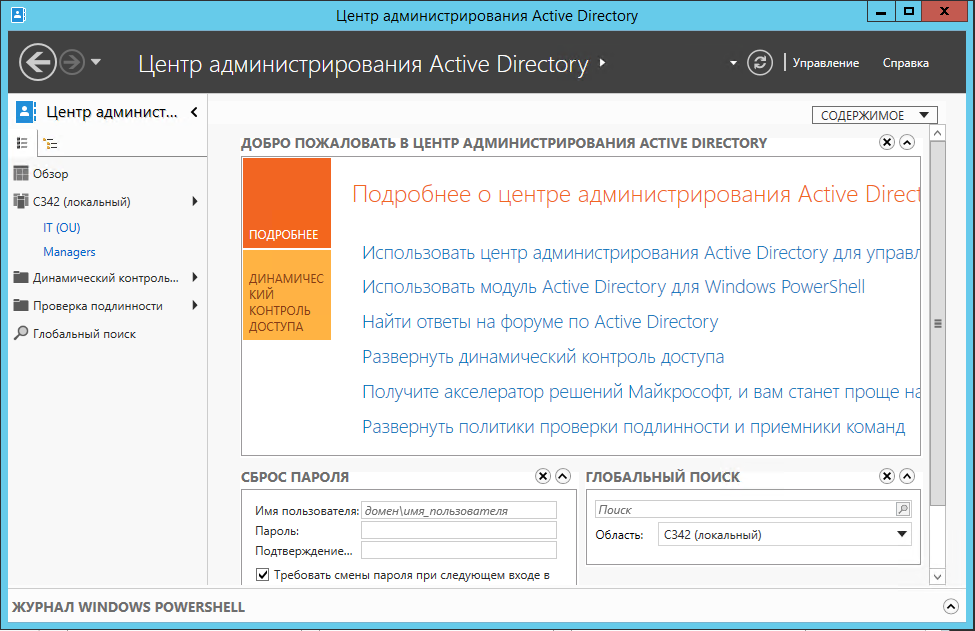 Центр администрирования Active Directory
Центр администрирования Active Directory
Управление
Справка
Центр админист...
Обзор
C342 (локальный)
IT (OU)
Managers
Динамический контроль...
Проверка подлинности
Глобальный поиск
СОДЕРЖИМОЕ
ДОБРО ПОЖАЛОВАТЬ В ЦЕНТР АДМИНИСТРИРОВАНИЯ ACTIVE DIRECTORY
ПОДРОБНЕЕ
ДИНАМИЧЕС
КИЙ
КОНТРОЛЬ
ДОСТУПА
Подробнее о центре администрирования Active Direct
Использовать центр администрирования Active Directory для управл
Использовать модуль Active Directory для Windows PowerShell
Найти ответы на форуме по Active Directory
Развернуть динамический контроль доступа
Получите акселератор решений Майкрософт, и вам станет проще на
Развернуть политики проверки подлинности и приемники команд
СБРОС ПАРОЛЯ
Имя пользователя: домен\имя_пользователя
Пароль:
Подтверждение...
Требовать смены пароля при следующем входе в
ГЛОБАЛЬНЫЙ ПОИСК
Поиск
Область: C342 (локальный)
ЖУРНАЛ WINDOWS POWERSHELL